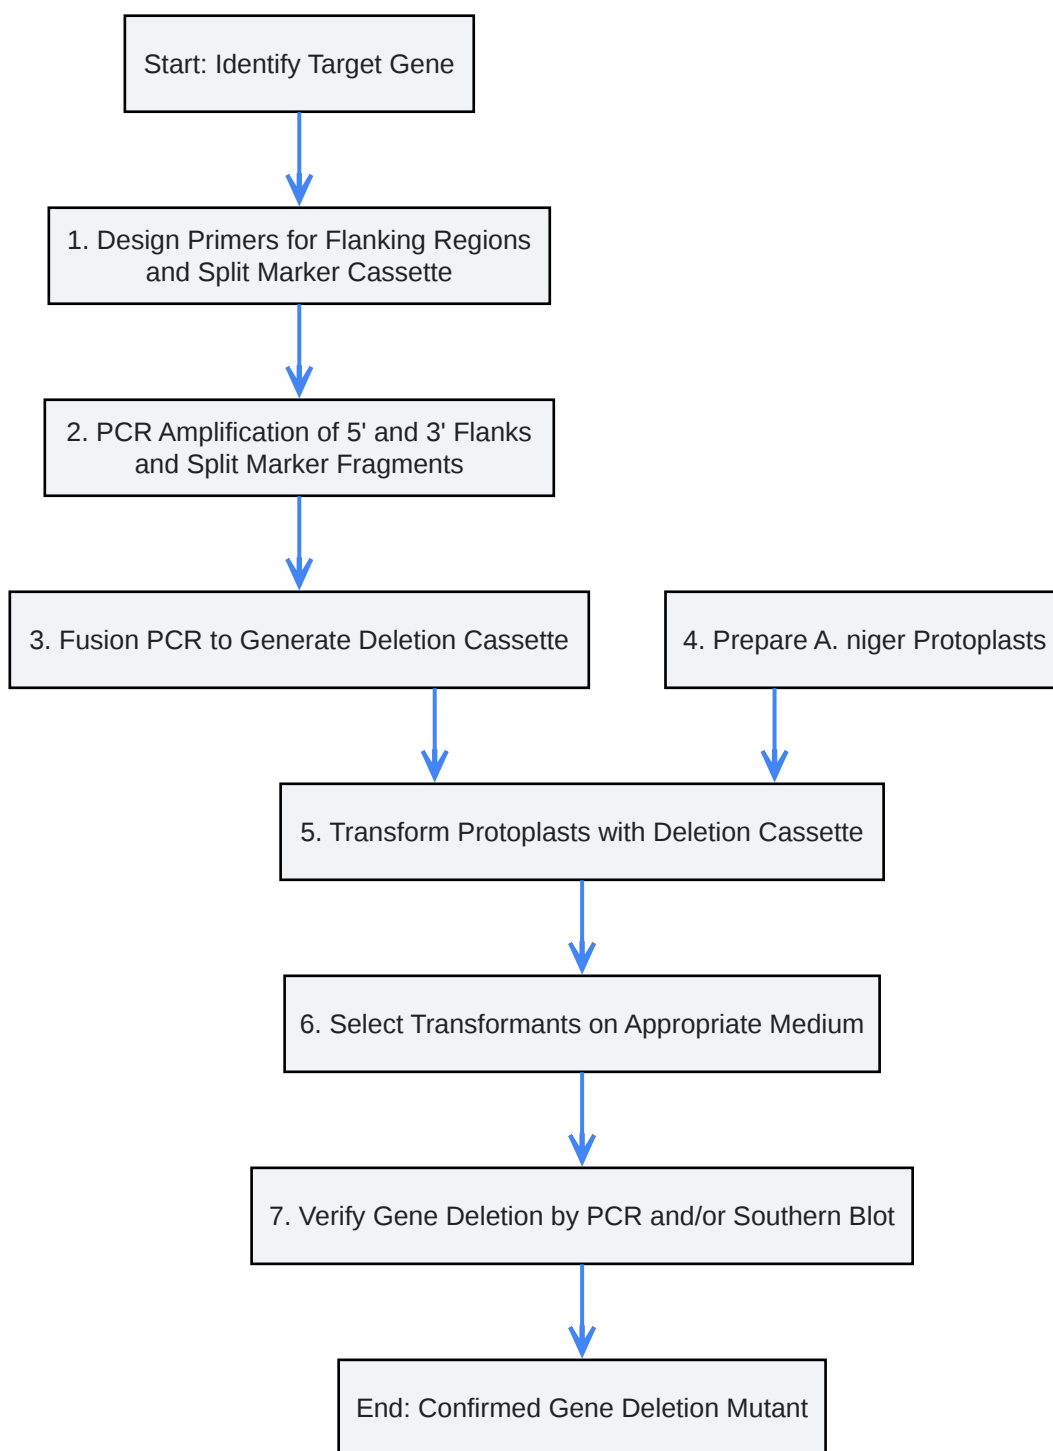 Start: Identify Target Gene
1. Design Primers for Flanking Regions
and Split Marker Cassette
2. PCR Amplification of 5' and 3' Flanks
and Split Marker Fragments
3. Fusion PCR to Generate Deletion Cassette
4. Prepare A. niger Protoplasts
5. Transform Protoplasts with Deletion Cassette
6. Select Transformants on Appropriate Medium
7. Verify Gene Deletion by PCR and/or Southern Blot
End: Confirmed Gene Deletion Mutant